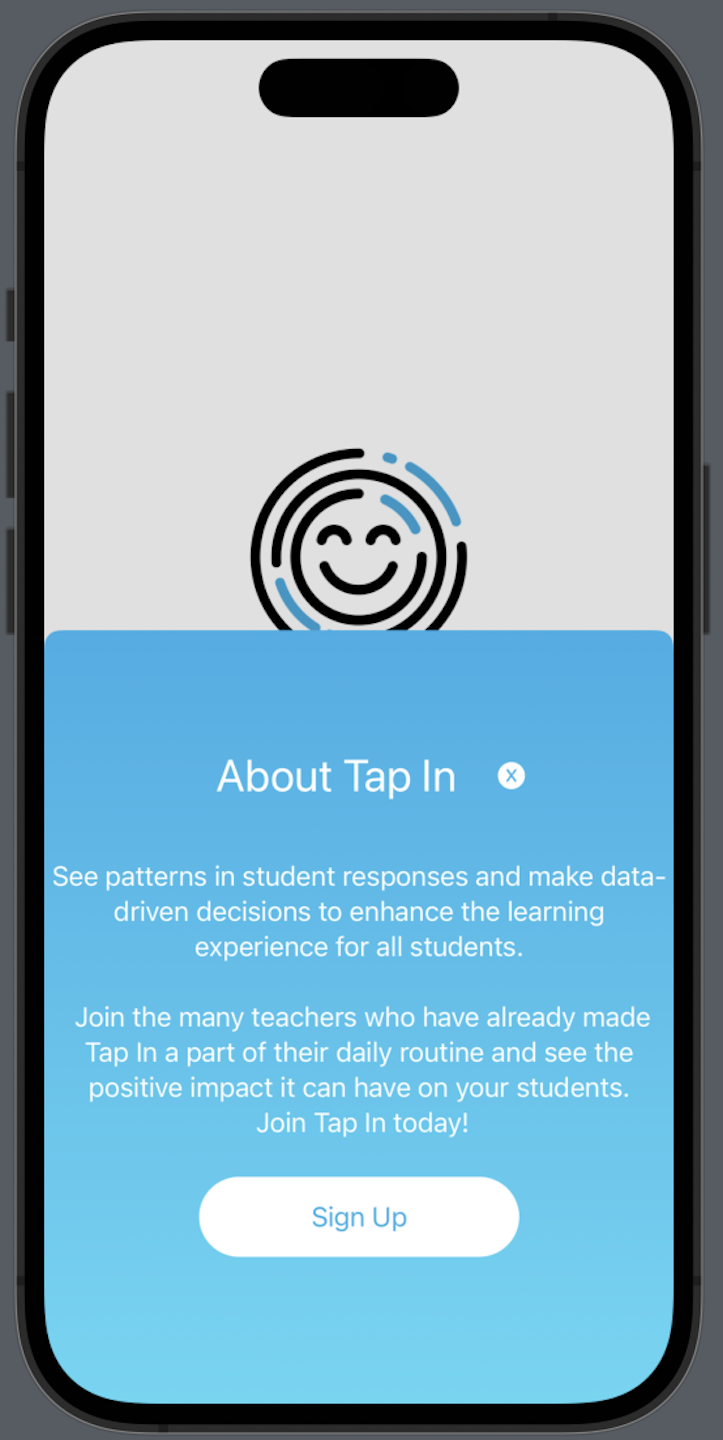 About Tap In
X
See patterns in student responses and make data-
driven decisions to enhance the learning
experience for all students.
Join the many teachers who have already made
Tap In a part of their daily routine and see the
positive impact it can have on your students.
Join Tap In today!
Sign Up